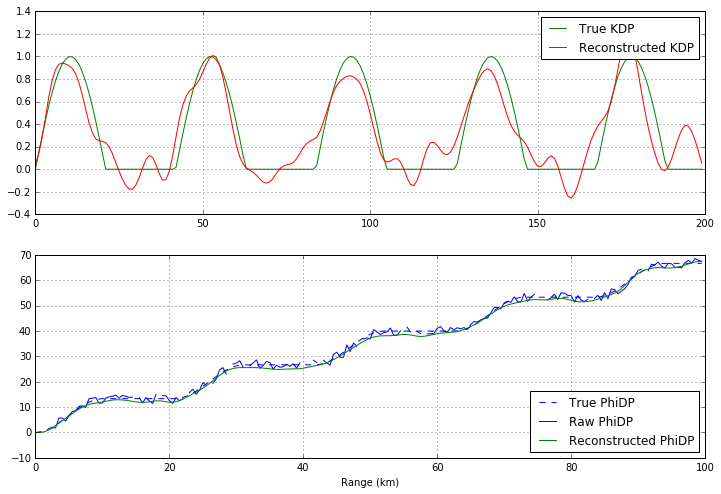 1.4
1.2
1.0
0.8
0.6
0.4
0.2
0.0
−0.2
−0.4
0 50 100 150 200
True KDP
Reconstructed KDP
70
60
50
40
30
20
10
0
−10
0 20 40 60 80 100
True PhiDP
Raw PhiDP
Reconstructed PhiDP
Range (km)